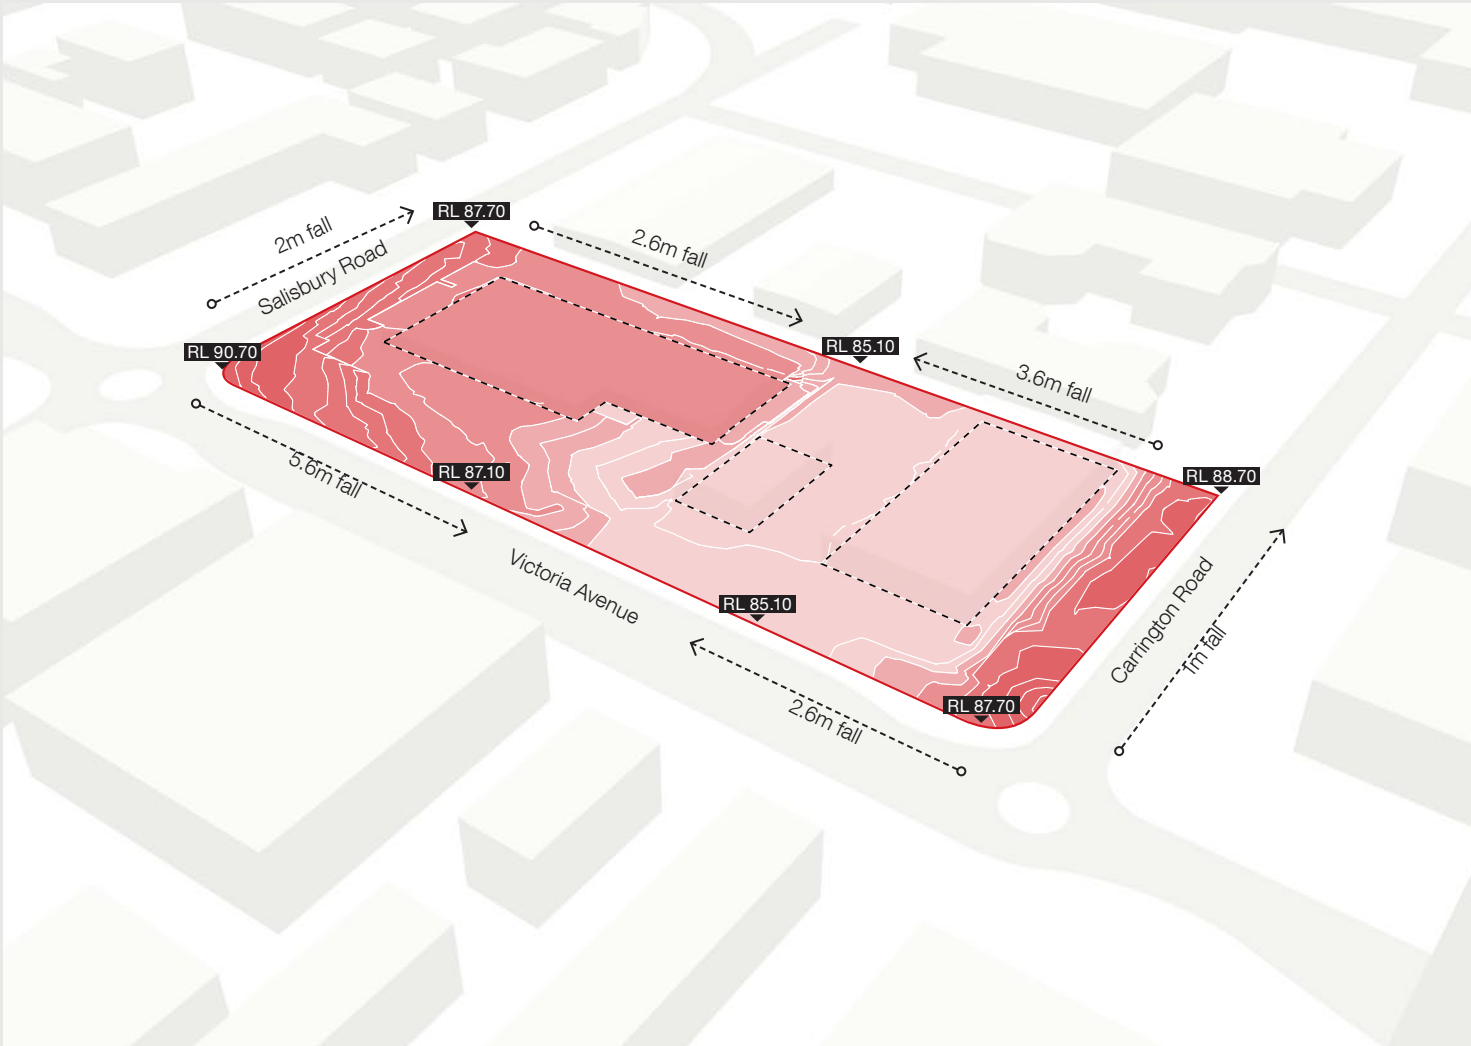 RL 87.70
2m fall
2.6m fall
Salisbury Road
RL 90.70
RL 85.10
3.6m fall
5.6m fall
RL 87.10
RL 88.70
Victoria Avenue
RL 85.10
Carrington Road
1m fall
2.6m fall
RL 87.70